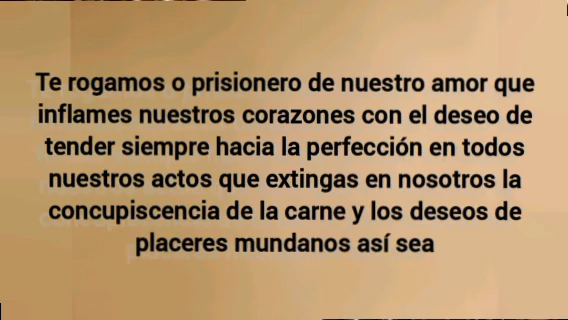 Te rogamos o prisionero de nuestro amor que
inflames nuestros corazones con el deseo de
tender siempre hacia la perfección en todos
nuestros actos que extingas en nosotros la
concupiscencia de la carne y los deseos de
placeres mundanos así sea